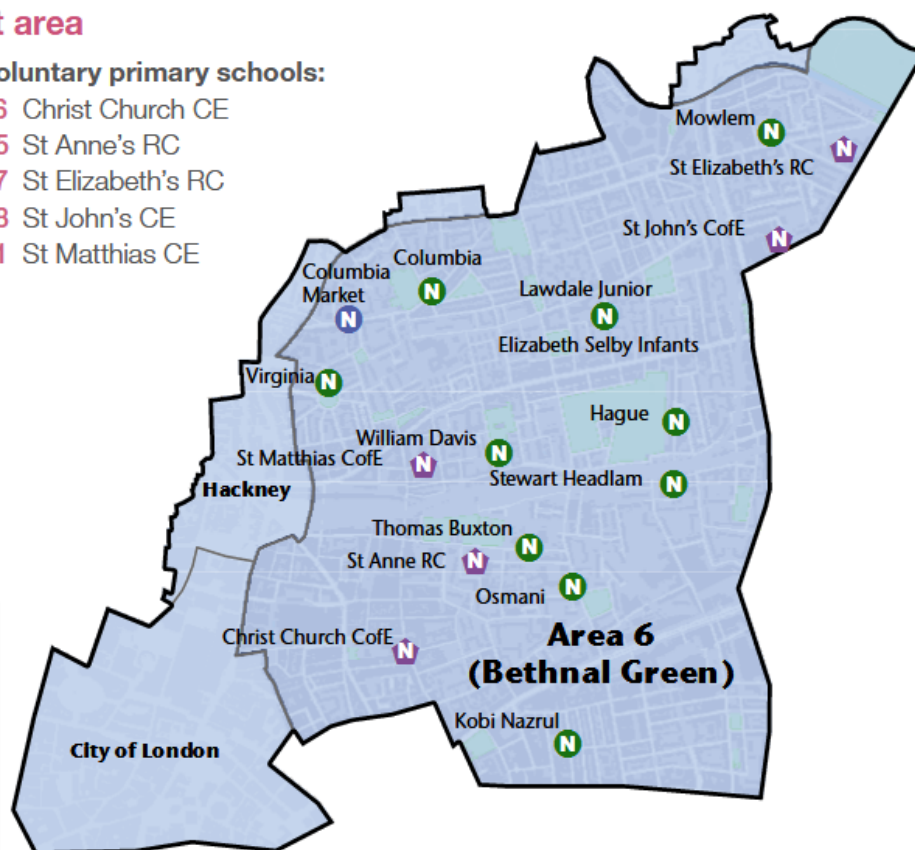 t area
oluntary primary schools:
6 Christ Church CE
5 St Anne's RC
7 St Elizabeth's RC
3 St John's CE
1 St Matthias CE
Mowlem
N
N
St Elizabeth's RC
St John's CofE
N
Columbia
Columbia
Market
N
N
Lawdale Junior
N
Elizabeth Selby Infants
Virginia N
Hague N
William Davis
N
St Matthias CofE N
Hackney
Stewart Headlam N
Thomas Buxton
N
St Anne RC N
Osmani N
Area 6
(Bethnal Green)
Christ Church CofE
N
Kobi Nazrul
N
City of London